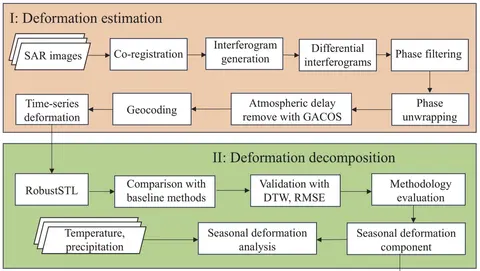 I: Deformation estimation
SAR images
Co-registration
Interferogram
generation
Differential
interferograms
Phase filtering
Time-series
deformation
Geocoding
Atmospheric delay
remove with GACOS
Phase
unwrapping
II: Deformation decomposition
RobustSTL
Comparison with
baseline methods
Validation with
DTW, RMSE
Methodology
evaluation
Temperature,
precipitation
Seasonal deformation
analysis
Seasonal deformation
component